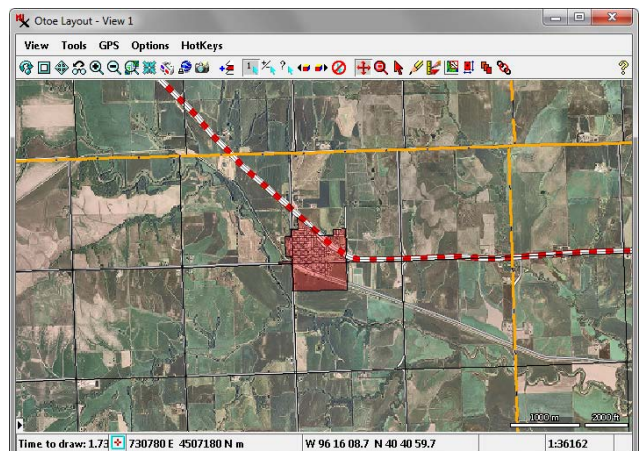 Otoe Layout - View 1
View Tools GPS Options HotKeys
1000 m 2000 ft
Time to draw: 1.73 730780 E 4507180 N m W 96 16 08.7 N 40 40 59.7 1:36162